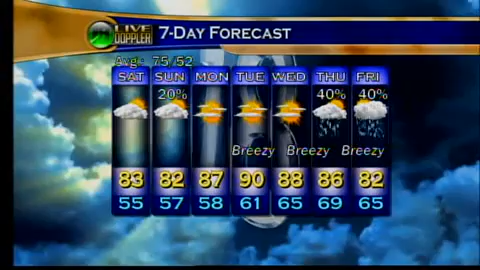 LIVE
DOPPLER
7-DAY FORECAST
Avg: 75/52
SAT SUN MON TUE WED THU FRI
20% 40% 40%
Breezy Breezy Breezy
83 82 87 90 88 86 82
55 57 58 61 65 69 65